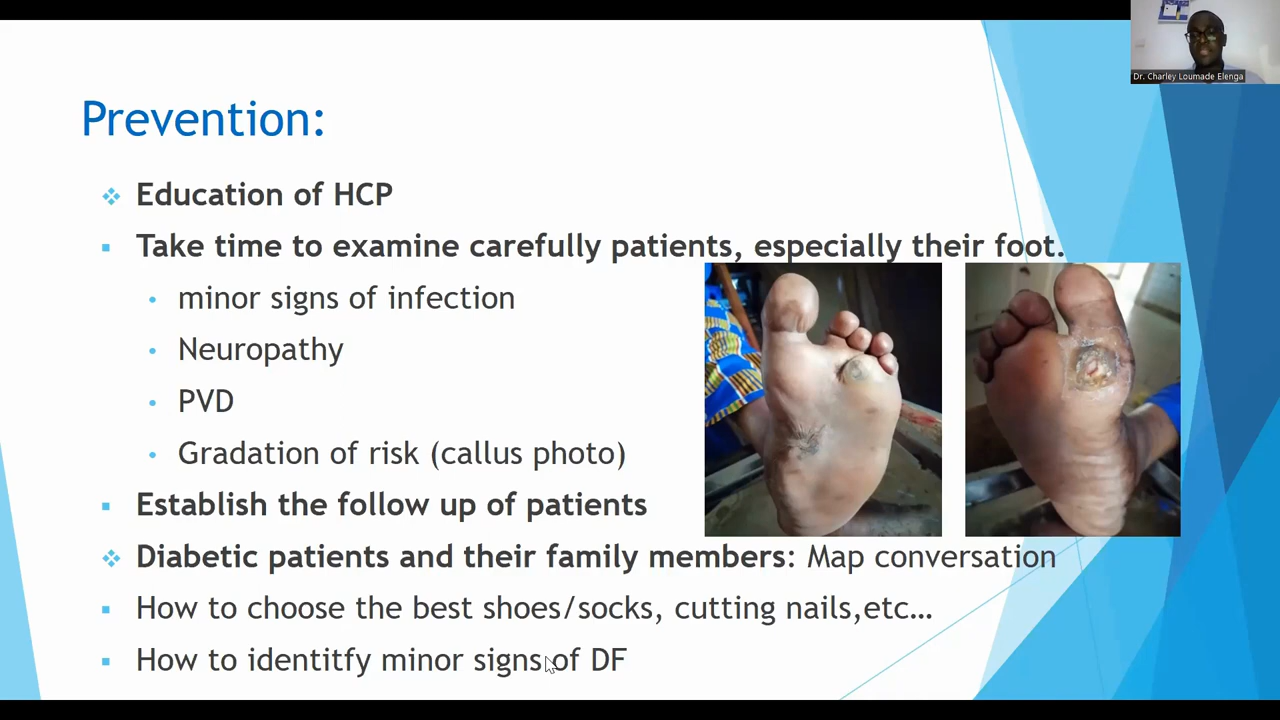 Dr. Charley Loumade Elenga
Prevention:
Education of HCP
Take time to examine carefully patients, especially their foot.
minor signs of infection
Neuropathy
PVD
Gradation of risk (callus photo)
Establish the follow up of patients
Diabetic patients and their family members: Map conversation
How to choose the best shoes/socks, cutting nails,etc…
How to identitfy minor signs of DF